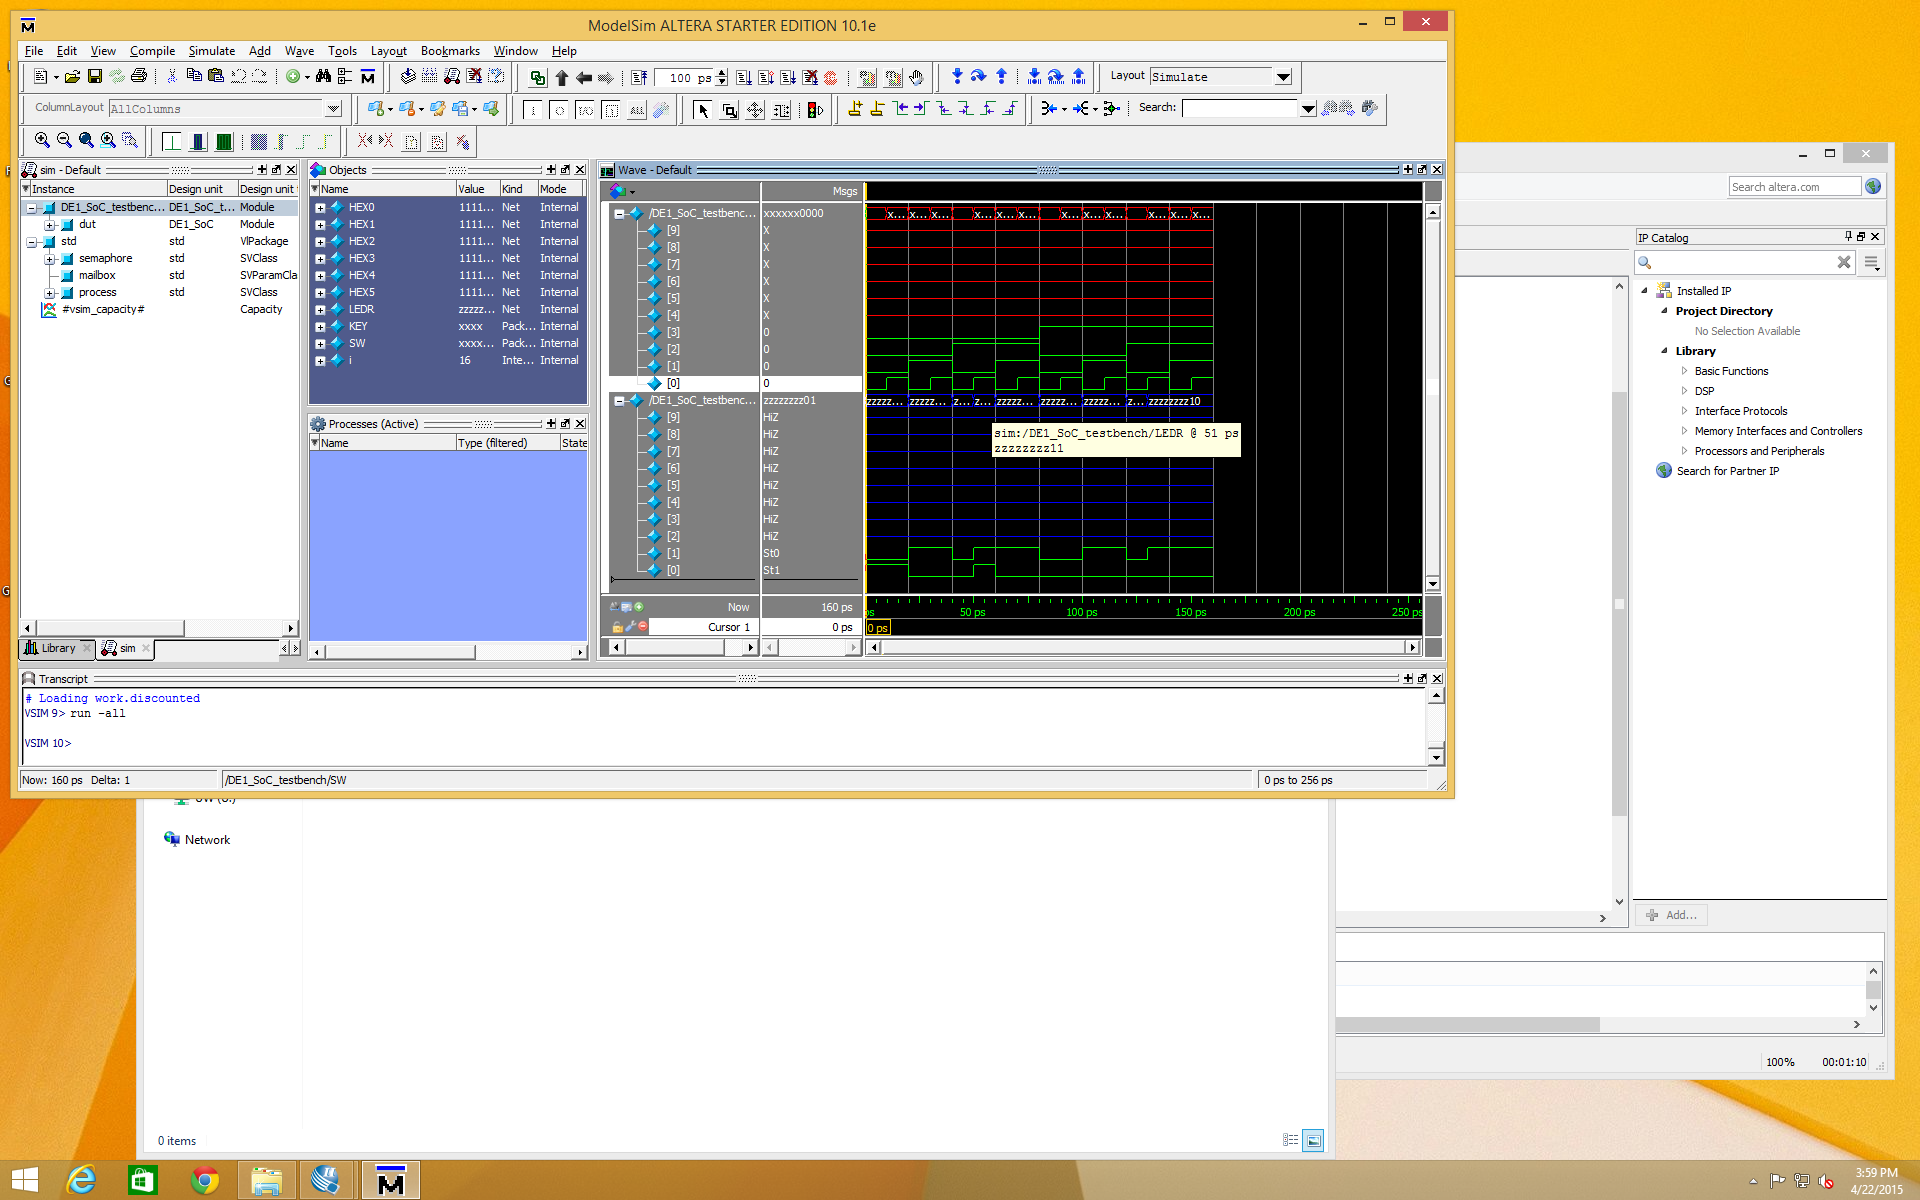 ModelSim ALTERA STARTER EDITION 10.1e
File Edit View Compile Simulate Add Wave Tools Layout Bookmarks Window Help
100 ps
Layout Simulate
ColumnLayout AllColumns
Search:
sim - Default
Instance Design unit Design unit
DE1_SoC_testbenc... DE1_SoC_t... Module
dut DE1_SoC Module
std std VlPackage
semaphore std SVClass
mailbox std SVParamCla
process std SVClass
#vsim_capacity# Capacity
Library sim
Objects
Name Value Kind Mode
HEX0 1111... Net Internal
HEX1 1111... Net Internal
HEX2 1111... Net Internal
HEX3 1111... Net Internal
HEX4 1111... Net Internal
HEX5 1111... Net Internal
LEDR zzzzz... Net Internal
KEY xxxx Pack... Internal
SW xxxx... Pack... Internal
i 16 Inte... Internal
Processes (Active)
Name Type (filtered) State
Wave - Default
Msgs
/DE1_SoC_testbenc... xxxxxx0000 x... x... x... x... x... x... x... x... x... x... x... x...
[9] X
[8] X
[7] X
[6] X
[5] X
[4] X
[3] 0
[2] 0
[1] 0
[0] 0
/DE1_SoC_testbenc... zzzzzzzz01 zzzzz... zzzzz... z... z... zzzzz... zzzzz... zzzzz... z... zzzzzzzz10
[9] HiZ
[8] HiZ
[7] HiZ
[6] HiZ
[5] HiZ
[4] HiZ
[3] HiZ
[2] HiZ
[1] St0
[0] St1
sim:/DE1_SoC_testbench/LEDR @ 51 ps
zzzzzzzz11
Now 160 ps ps 50 ps 100 ps 150 ps 200 ps 250 ps
Cursor 1 0 ps 0 ps
Transcript
# Loading work.discounted
VSIM 9> run -all
VSIM 10>
Now: 160 ps Delta: 1 /DE1_SoC_testbench/SW 0 ps to 256 ps
Network
0 items
Search altera.com
IP Catalog
Installed IP
Project Directory
No Selection Available
Library
Basic Functions
DSP
Interface Protocols
Memory Interfaces and Controllers
Processors and Peripherals
Search for Partner IP
Add...
100% 00:01:10
3:59 PM
4/22/2015